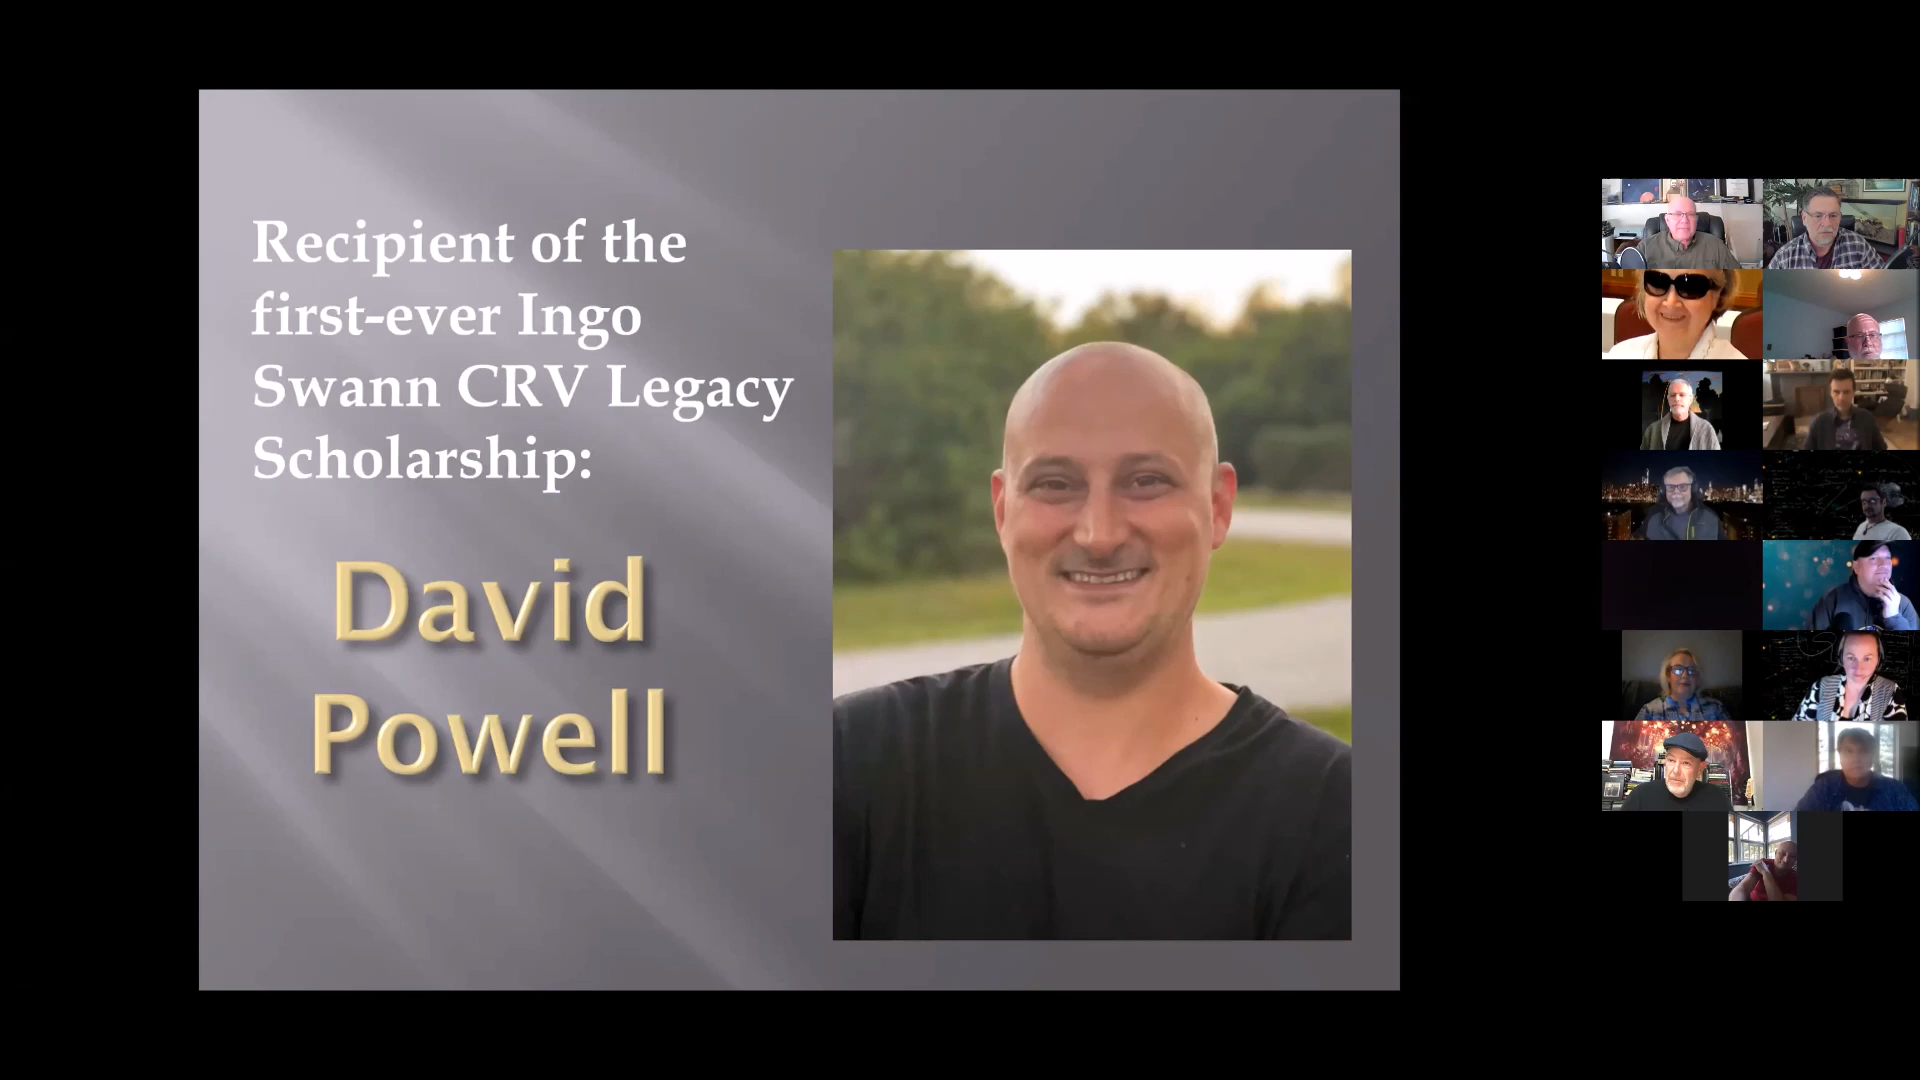 Recipient of the
first-ever Ingo
Swann CRV Legacy
Scholarship:
David
Powell